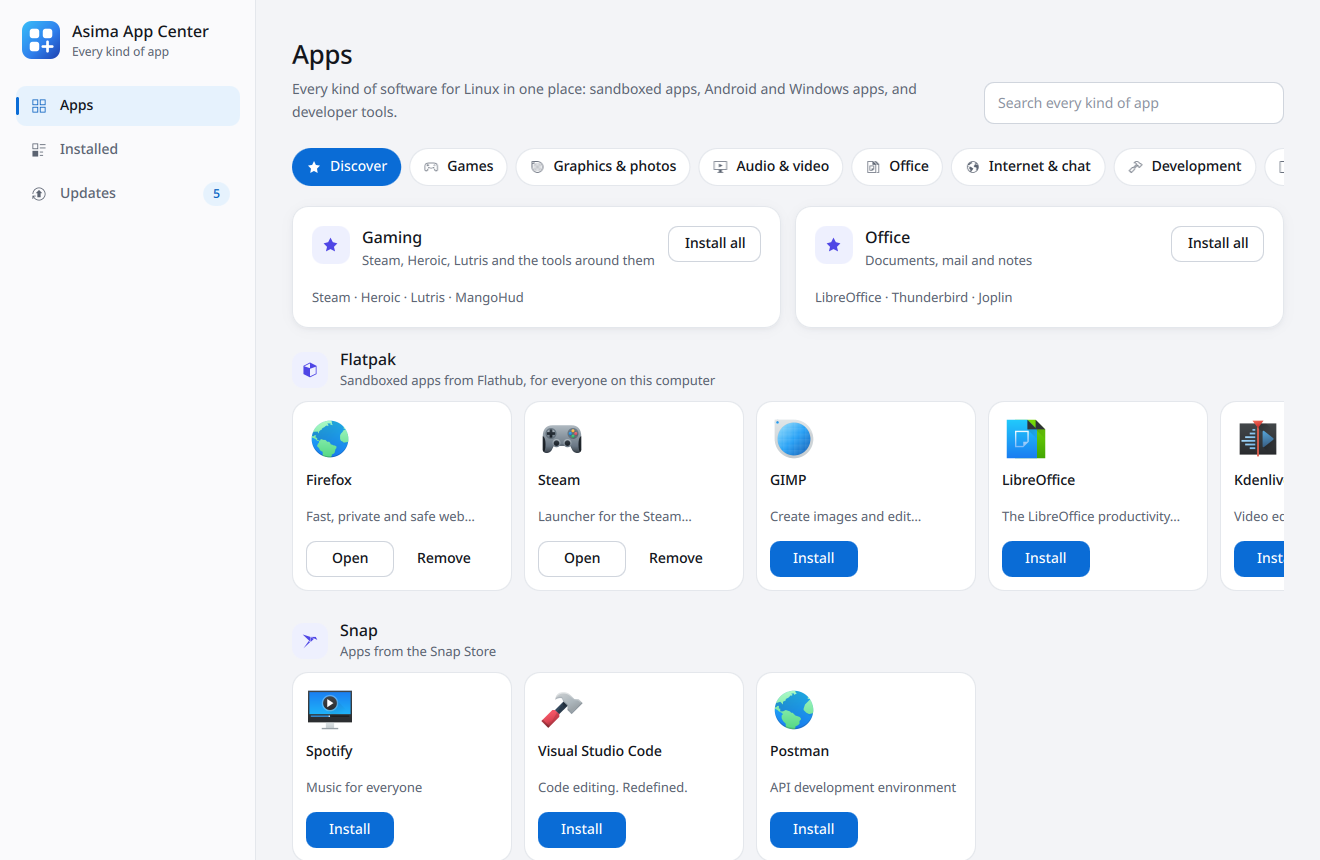 Asima App Center
Every kind of app
Apps
Installed
Updates 5
Apps
Every kind of software for Linux in one place: sandboxed apps, Android and Windows apps, and
developer tools.
Search every kind of app
Discover Games Graphics & photos Audio & video Office Internet & chat Development
Gaming
Steam, Heroic, Lutris and the tools around them
Install all
Steam · Heroic · Lutris · MangoHud
Office
Documents, mail and notes
Install all
LibreOffice · Thunderbird · Joplin
Flatpak
Sandboxed apps from Flathub, for everyone on this computer
Firefox
Fast, private and safe web...
Open Remove
Steam
Launcher for the Steam...
Open Remove
GIMP
Create images and edit...
Install
LibreOffice
The LibreOffice productivity...
Install
Kdenliv
Video ed
Inst
Snap
Apps from the Snap Store
Spotify
Music for everyone
Install
Visual Studio Code
Code editing. Redefined.
Install
Postman
API development environment
Install